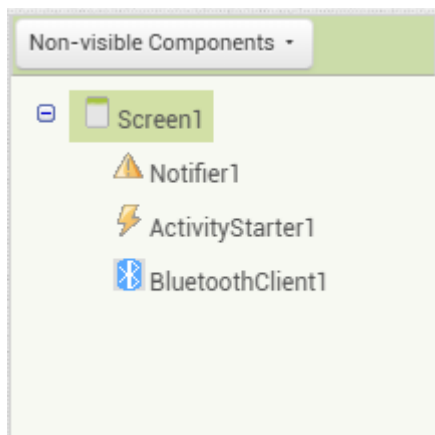 Non-visible Components
Screen1
Notifier1
ActivityStarter1
BluetoothClient1